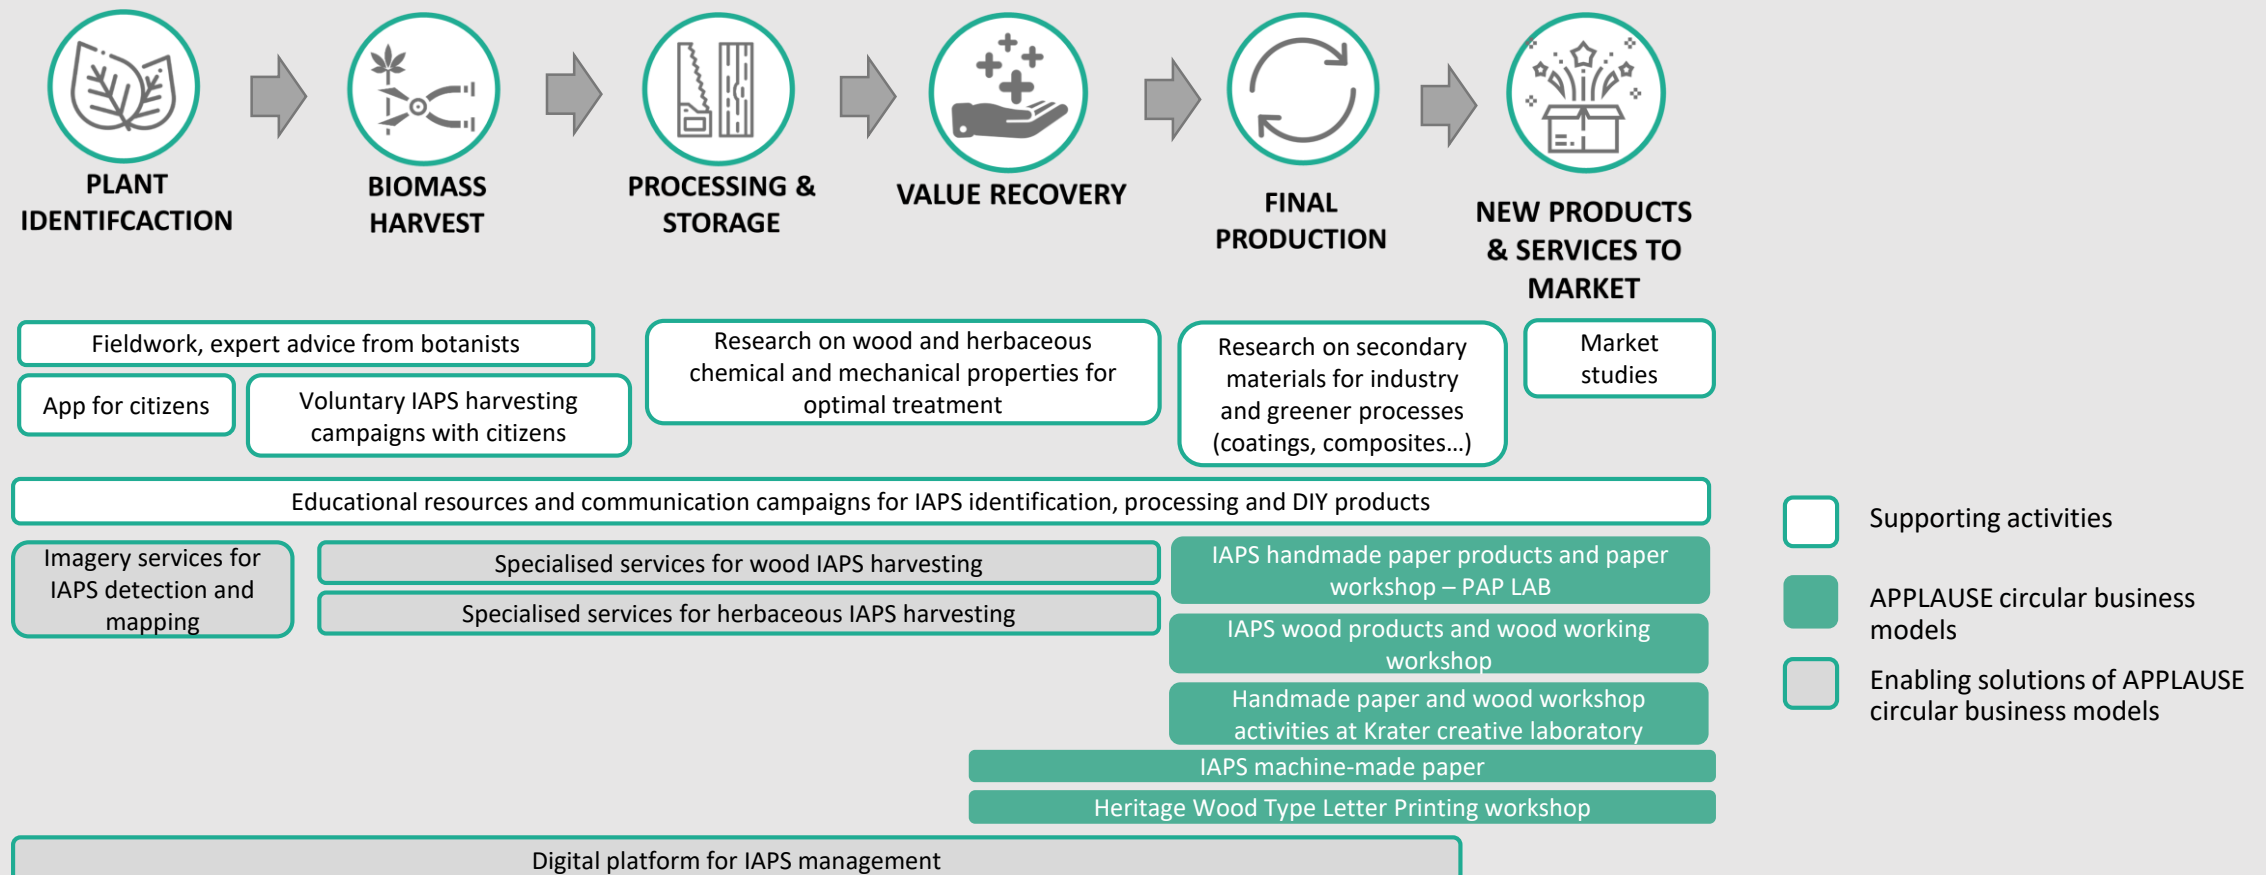 PLANT
IDENTIFCACTION
BIOMASS
HARVEST
PROCESSING &
STORAGE
VALUE RECOVERY
FINAL
PRODUCTION
NEW PRODUCTS
& SERVICES TO
MARKET
Fieldwork, expert advice from botanists
App for citizens
Voluntary IAPS harvesting
campaigns with citizens
Research on wood and herbaceous
chemical and mechanical properties for
optimal treatment
Research on secondary
materials for industry
and greener processes
(coatings, composites…)
Market
studies
Educational resources and communication campaigns for IAPS identification, processing and DIY products
Imagery services for
IAPS detection and
mapping
Specialised services for wood IAPS harvesting
Specialised services for herbaceous IAPS harvesting
IAPS handmade paper products and paper
workshop – PAP LAB
IAPS wood products and wood working
workshop
Handmade paper and wood workshop
activities at Krater creative laboratory
IAPS machine-made paper
Heritage Wood Type Letter Printing workshop
Digital platform for IAPS management
Supporting activities
APPLAUSE circular business
models
Enabling solutions of APPLAUSE
circular business models